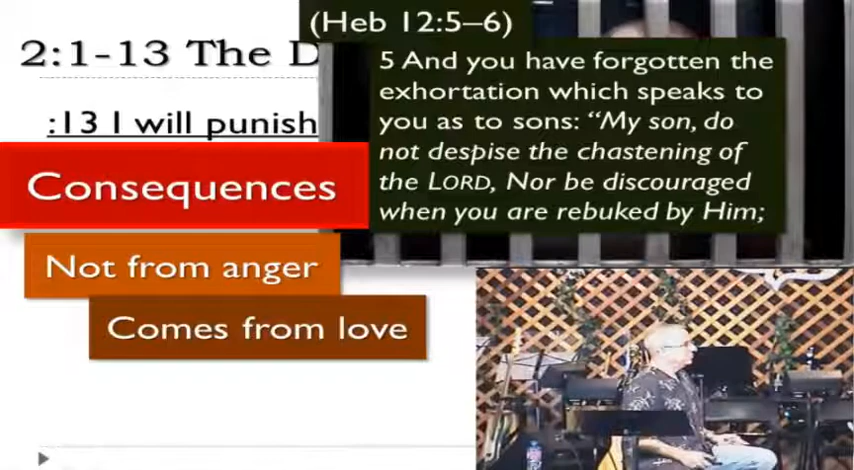 (Heb 12:5–6)
2:1-13 The D
5 And you have forgotten the
exhortation which speaks to
you as to sons: “My son, do
not despise the chastening of
the LORD, Nor be discouraged
when you are rebuked by Him;
:13 I will punish
Consequences
Not from anger
Comes from love